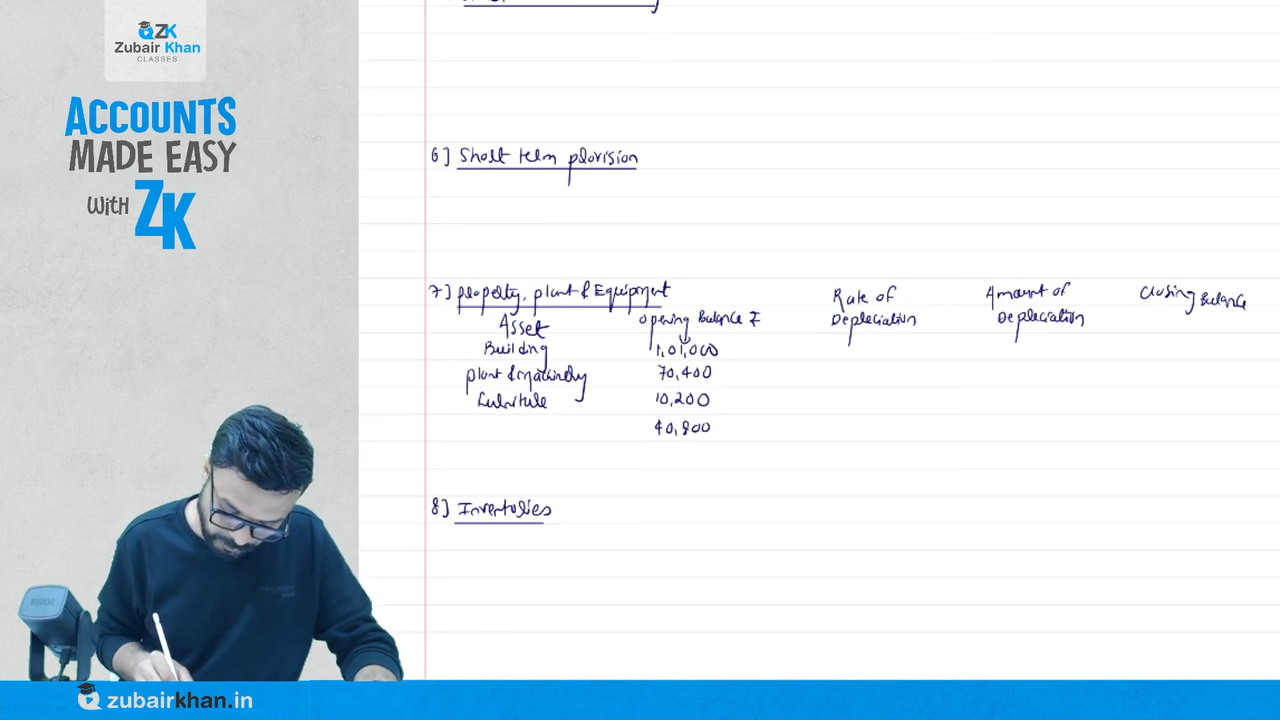 ZK
Zubair Khan
CLASSES
ACCOUNTS
MADE EASY
WITH ZK
6] Short term provision
7] Property, plant & Equipment
Rate of Depreciation
Amount of Depreciation
Closing Balance
Asset
Opening Balance ₹
Building 1,01,000
Plant & Machinery 70,400
Furniture 10,200
40,800
8] Inventories
RØDE
zubairkhan.in